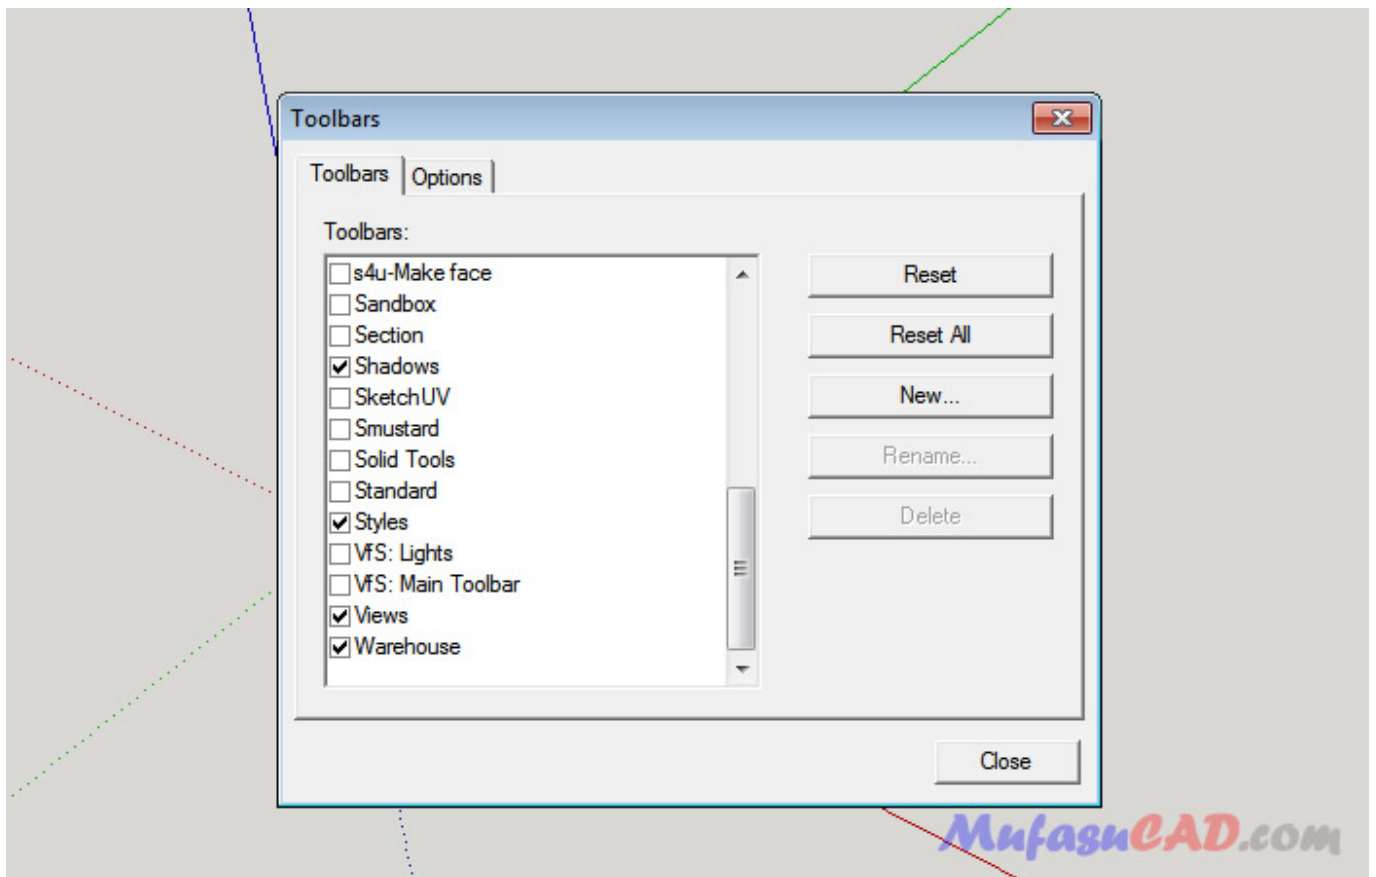 Toolbars
Toolbars
Options
Toolbars:
s4u-Make face
Sandbox
Section
Shadows
SketchUV
Smustard
Solid Tools
Standard
Styles
VfS: Lights
VfS: Main Toolbar
Views
Warehouse
Reset
Reset All
New...
Rename...
Delete
Close
MufasuCAD.com